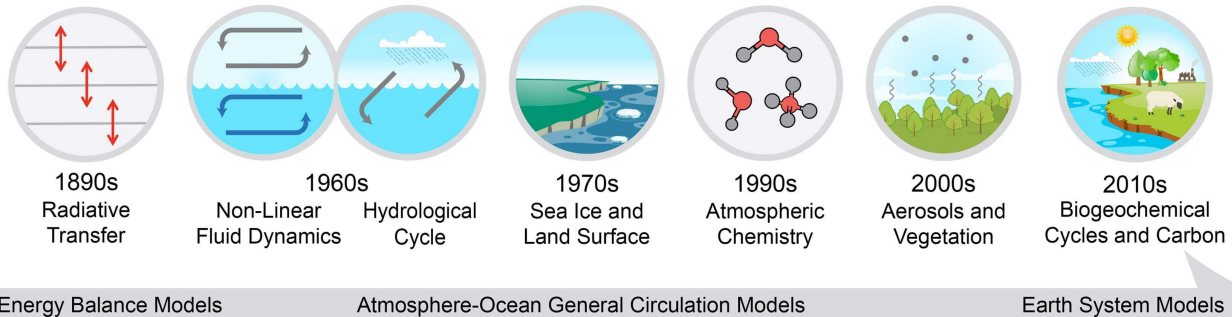 1890s
Radiative
Transfer
1960s
Non-Linear
Fluid Dynamics
Hydrological
Cycle
1970s
Sea Ice and
Land Surface
1990s
Atmospheric
Chemistry
2000s
Aerosols and
Vegetation
2010s
Biogeochemical
Cycles and Carbon
Energy Balance Models
Atmosphere-Ocean General Circulation Models
Earth System Models